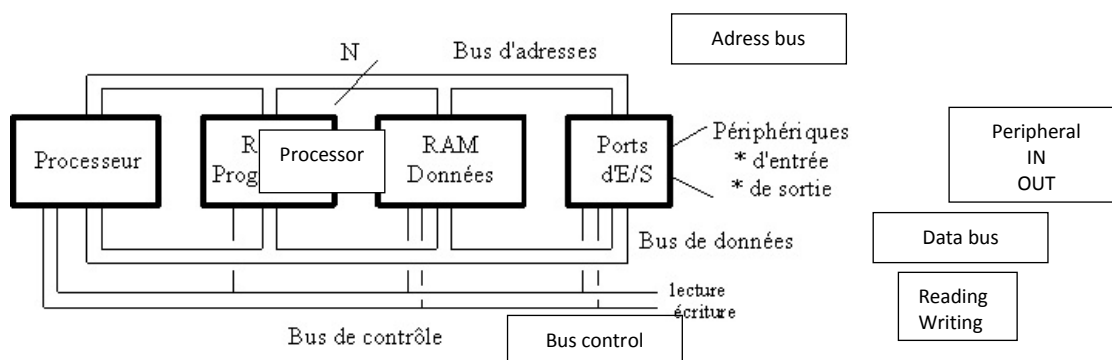 Adress bus
N
Bus d'adresses
Processeur
R
Prog
Processor
RAM
Données
Ports
d'E/S
Périphériques
* d'entrée
* de sortie
Peripheral
IN
OUT
Bus de données
Data bus
lecture
écriture
Reading
Writing
Bus de contrôle
Bus control